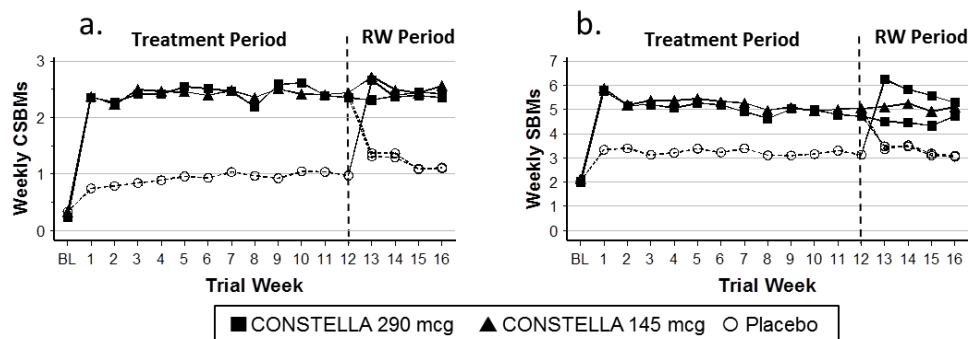 a.
Treatment Period
RW Period
Weekly CSBMs
3
2
1
0
BL 1 2 3 4 5 6 7 8 9 10 11 12 13 14 15 16
Trial Week
b.
Treatment Period
RW Period
Weekly SBMs
7
6
5
4
3
2
1
0
BL 1 2 3 4 5 6 7 8 9 10 11 12 13 14 15 16
Trial Week
CONSTELLA 290 mcg CONSTELLA 145 mcg Placebo